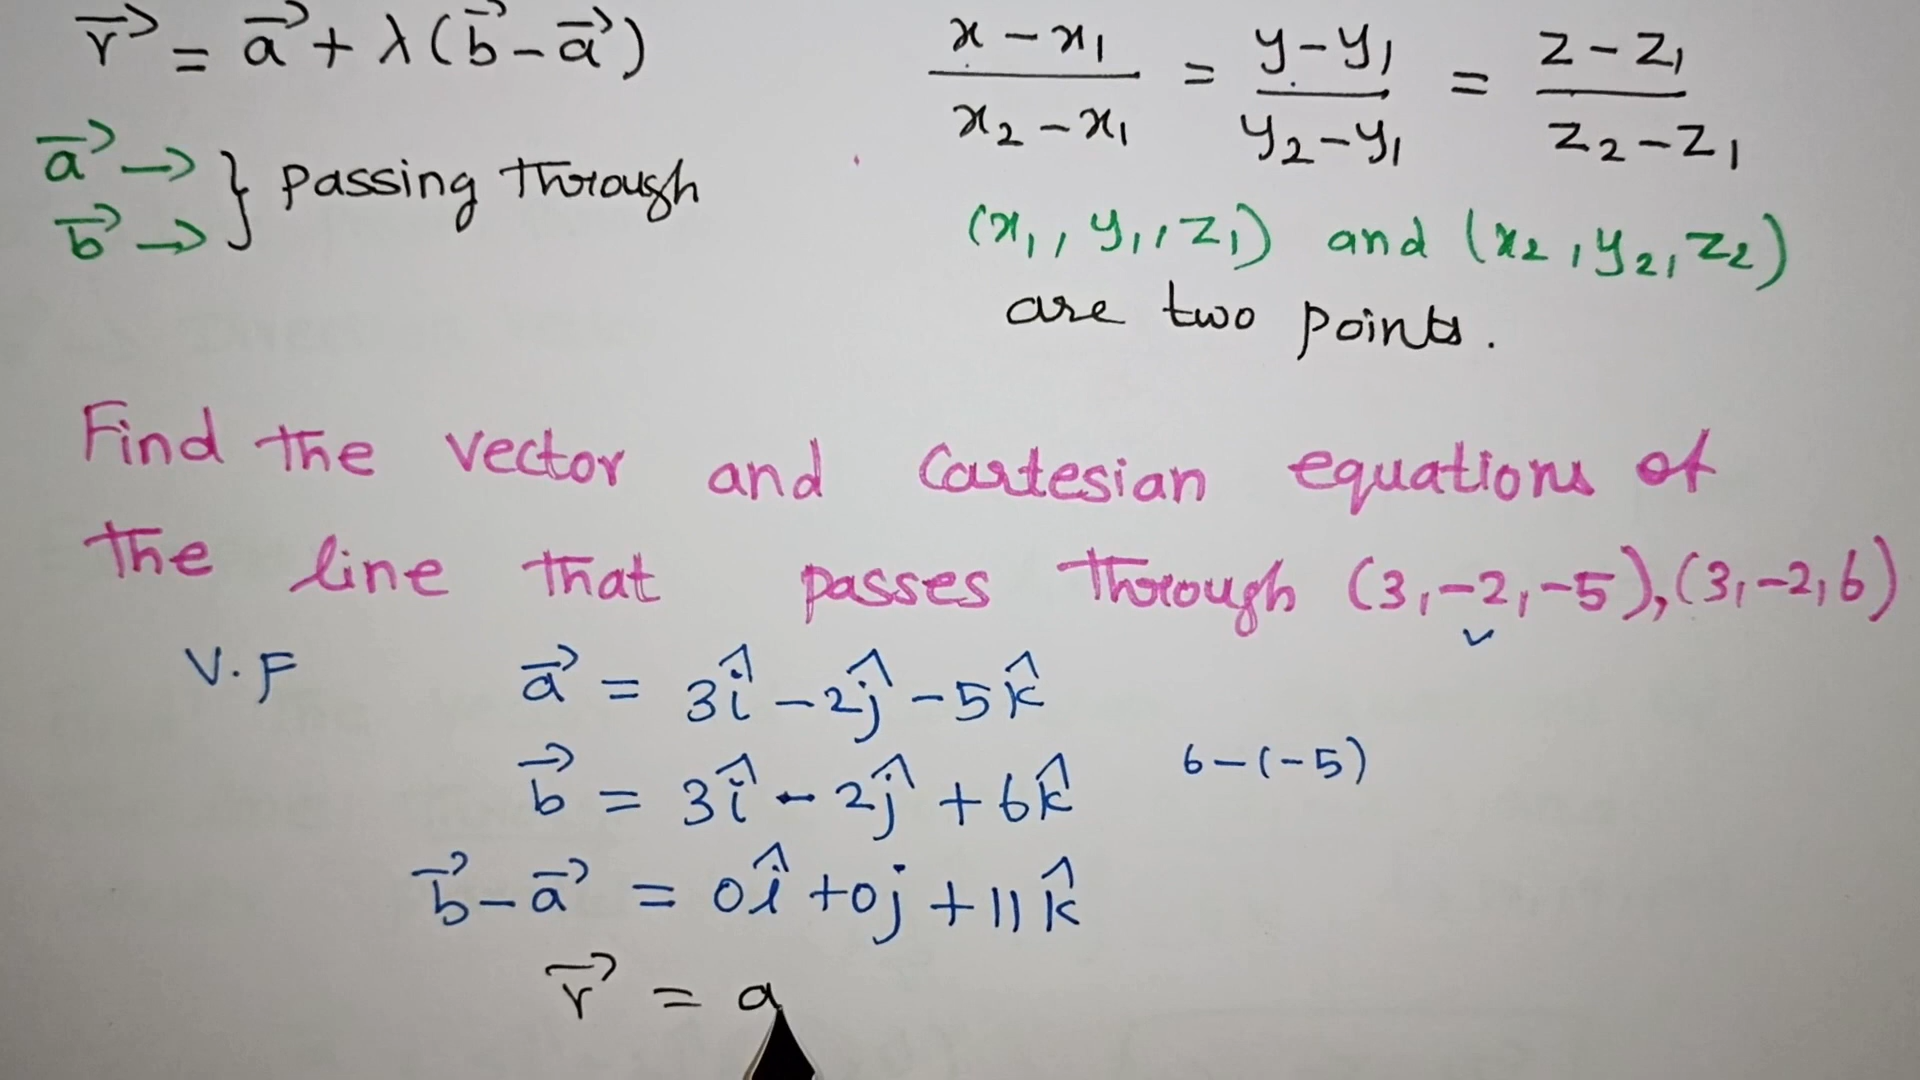 r⃗ = a⃗ + λ(b⃗ - a⃗)
a⃗ →
b⃗ →
} passing through
x - x₁ / x₂ - x₁ = y - y₁ / y₂ - y₁ = z - z₁ / z₂ - z₁
(x₁, y₁, z₁) and (x₂, y₂, z₂)
are two points.
Find the vector and Cartesian equations of
the line that passes through (3,-2,-5),(3,-2,6)
V.F
a⃗ = 3î - 2ĵ - 5k̂
b⃗ = 3î - 2ĵ + 6k̂
6-(-5)
b⃗ - a⃗ = 0î + 0j + 11k̂
r⃗ = a